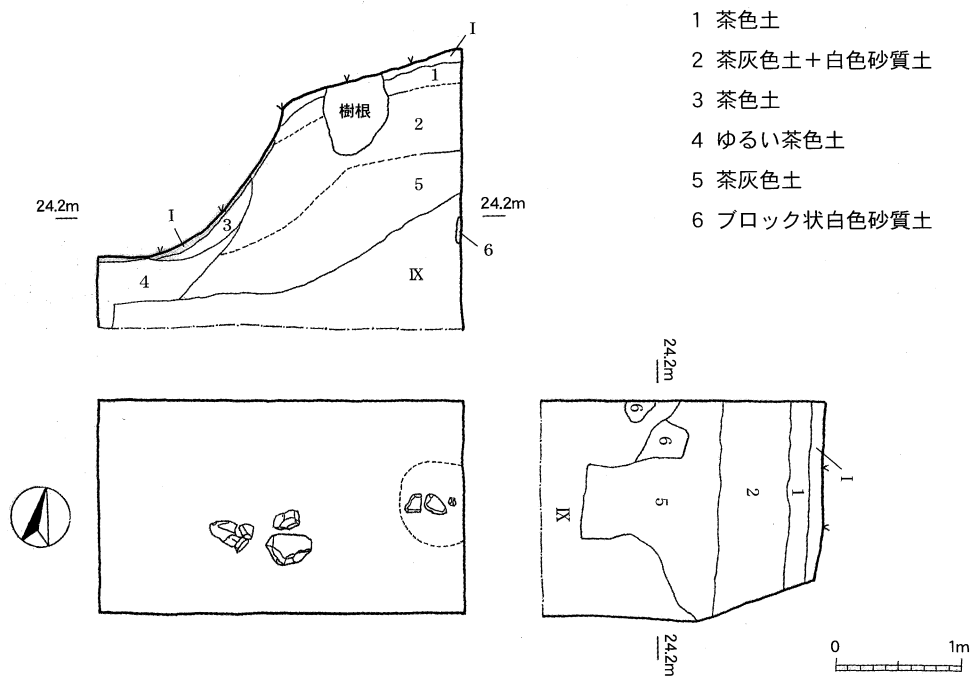 1 茶色土
2 茶灰色土＋白色砂質土
3 茶色土
4 ゆるい茶色土
5 茶灰色土
6 ブロック状白色砂質土
I
1
樹根
2
5
I
24.2m
24.2m
3
6
4
Ⅸ
24.2m
6
6
I
Ⅸ
5
2
1
24.2m
0
1m